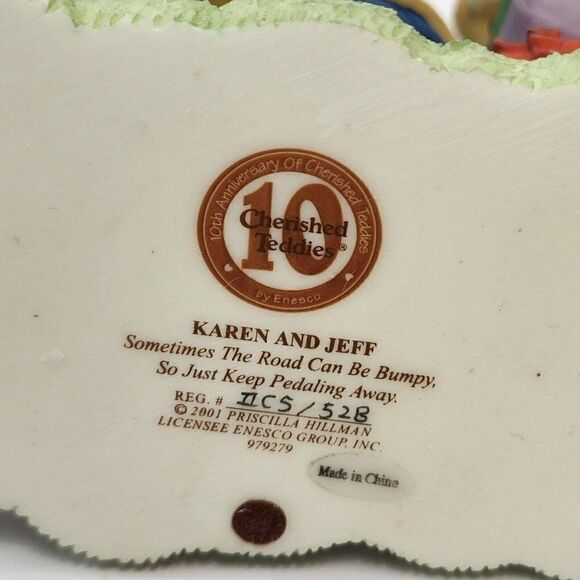 10th Anniversary Of Cherished Teddies
10
Cherished
Teddies®
by Enesco
KAREN AND JEFF
Sometimes The Road Can Be Bumpy,
So Just Keep Pedaling Away.
REG. # IIC5/528
© 2001 PRISCILLA HILLMAN
LICENSEE ENESCO GROUP, INC.
979279
Made in China